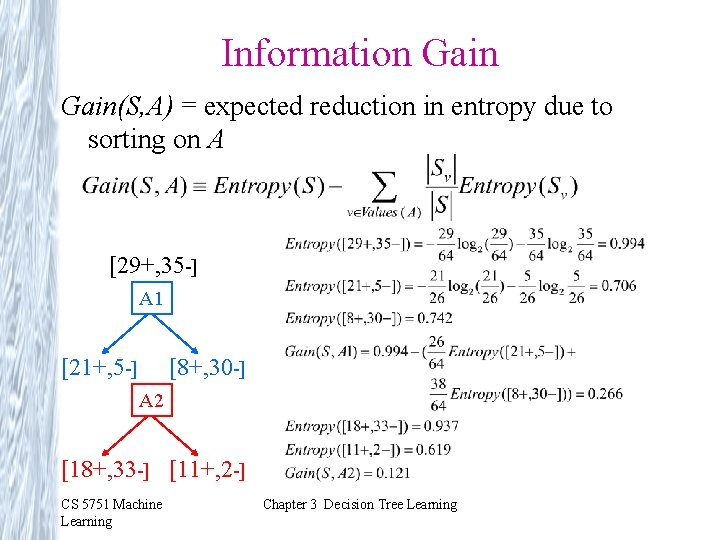 Information Gain
Gain(S,A) = expected reduction in entropy due to
sorting on A
Gain(S, A) ≡ Entropy(S) − ∑ v∈Values(A) |Sv|/|S| Entropy(Sv)
[29+,35-]
A1
[21+,5-] [8+,30-]
A2
[18+,33-] [11+,2-]
Entropy([29+,35−]) = −29/64 log2(29/64) − 35/64 log2 35/64 = 0.994
Entropy([21+,5−]) = −21/26 log2(21/26) − 5/26 log2 5/26 = 0.706
Entropy([8+,30−]) = 0.742
Gain(S, A1) = 0.994 − (26/64 Entropy([21+,5−]) +
38/64 Entropy([8+,30−])) = 0.266
Entropy([18+,33−]) = 0.937
Entropy([11+,2−]) = 0.619
Gain(S, A2) = 0.121
CS 5751 Machine
Learning
Chapter 3 Decision Tree Learning